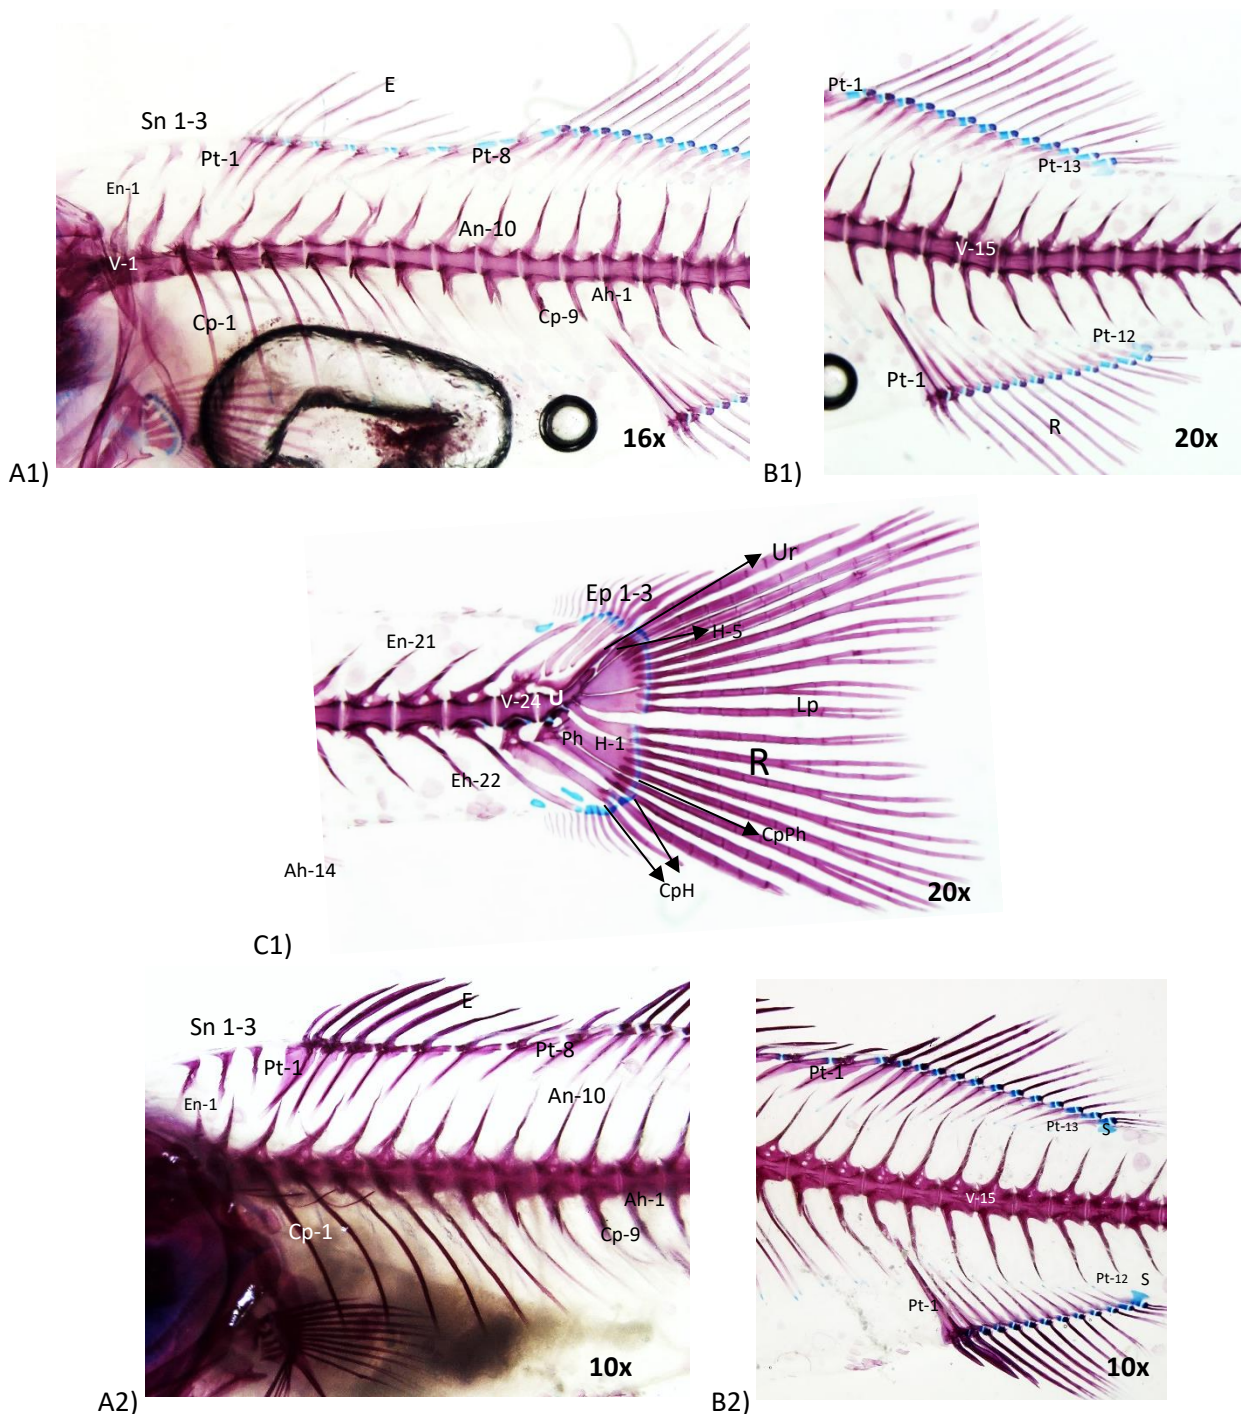 E
Sn 1-3
Pt-1
Pt-8
En-1
An-10
V-1
Ah-1
Cp-1
Cp-9
16x
A1)
Pt-1
Pt-13
V-15
Pt-12
Pt-1
R
20x
B1)
Ur
Ep 1-3
H-5
En-21
V-24
U
Lp
Ph
H-1
R
Eh-22
CpPh
CpH
Ah-14
20x
C1)
E
Sn 1-3
Pt-1
Pt-8
En-1
An-10
Ah-1
Cp-1
Cp-9
10x
A2)
Pt-1
Pt-13
S
V-15
Pt-12
S
Pt-1
10x
B2)